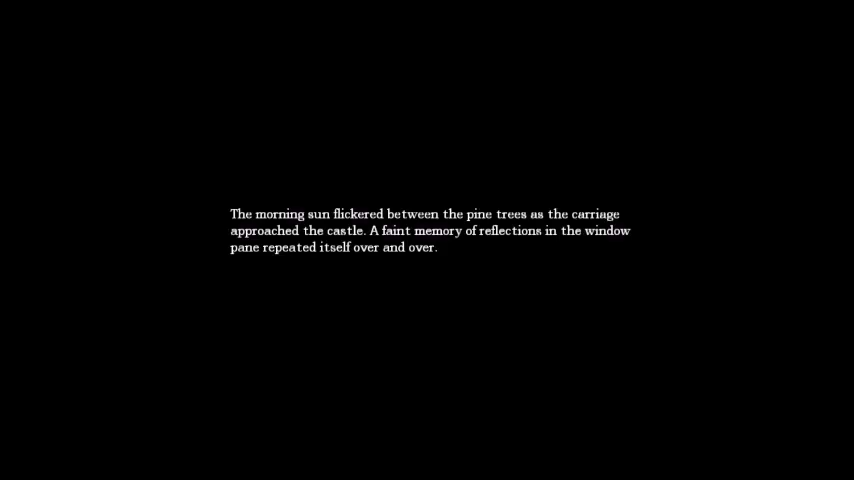 The morning sun flickered between the pine trees as the carriage
approached the castle. A faint memory of reflections in the window
pane repeated itself over and over.